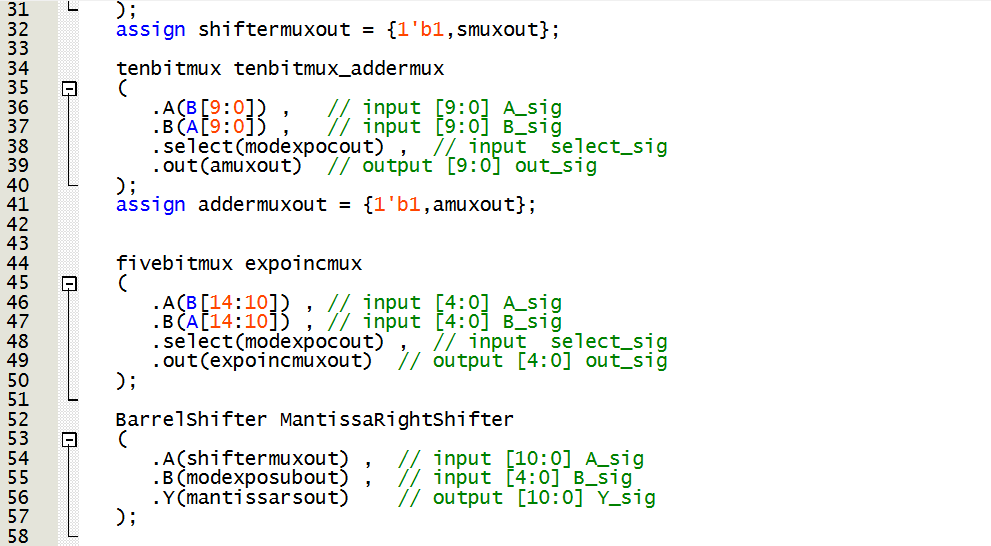 31 );
32 assign shiftermuxout = {1'b1,smuxout};
33
34 tenbitmux tenbitmux_addermux
35 (
36 .A(B[9:0]) , // input [9:0] A_sig
37 .B(A[9:0]) , // input [9:0] B_sig
38 .select(modexpocout) , // input select_sig
39 .out(amuxout) // output [9:0] out_sig
40 );
41 assign addermuxout = {1'b1,amuxout};
42
43
44 fivebitmux expoincmux
45 (
46 .A(B[14:10]) , // input [4:0] A_sig
47 .B(A[14:10]) , // input [4:0] B_sig
48 .select(modexpocout) , // input select_sig
49 .out(expoincmuxout) // output [4:0] out_sig
50 );
51
52 BarrelShifter MantissaRightShifter
53 (
54 .A(shiftermuxout) , // input [10:0] A_sig
55 .B(modexposubout) , // input [4:0] B_sig
56 .Y(mantissarsout) // output [10:0] Y_sig
57 );
58